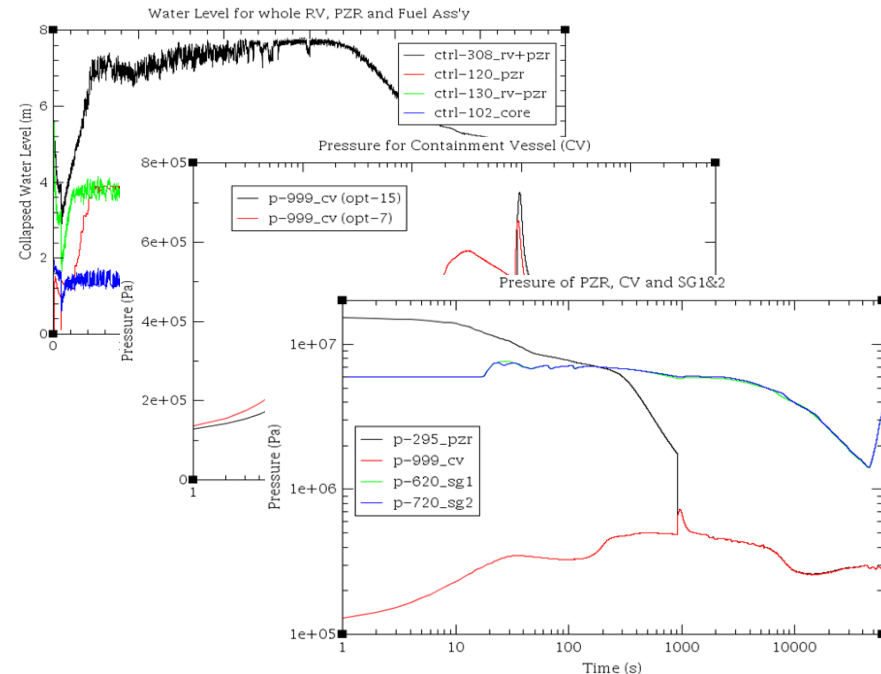 Water Level for whole RV, PZR and Fuel Ass'y
8
6
4
2
0
Collapsed Water Level (m)
0
ctrl-308_rv+pzr
ctrl-120_pzr
ctrl-130_rv-pzr
ctrl-102_core
Pressure for Containment Vessel (CV)
8e+05
6e+05
4e+05
2e+05
0
Pressure (Pa)
1
p-999_cv (opt-15)
p-999_cv (opt-7)
Presure of PZR, CV and SG1&2
1e+07
1e+06
1e+05
Pressure (Pa)
p-295_pzr
p-999_cv
p-620_sg1
p-720_sg2
1 10 100 1000 10000
Time (s)